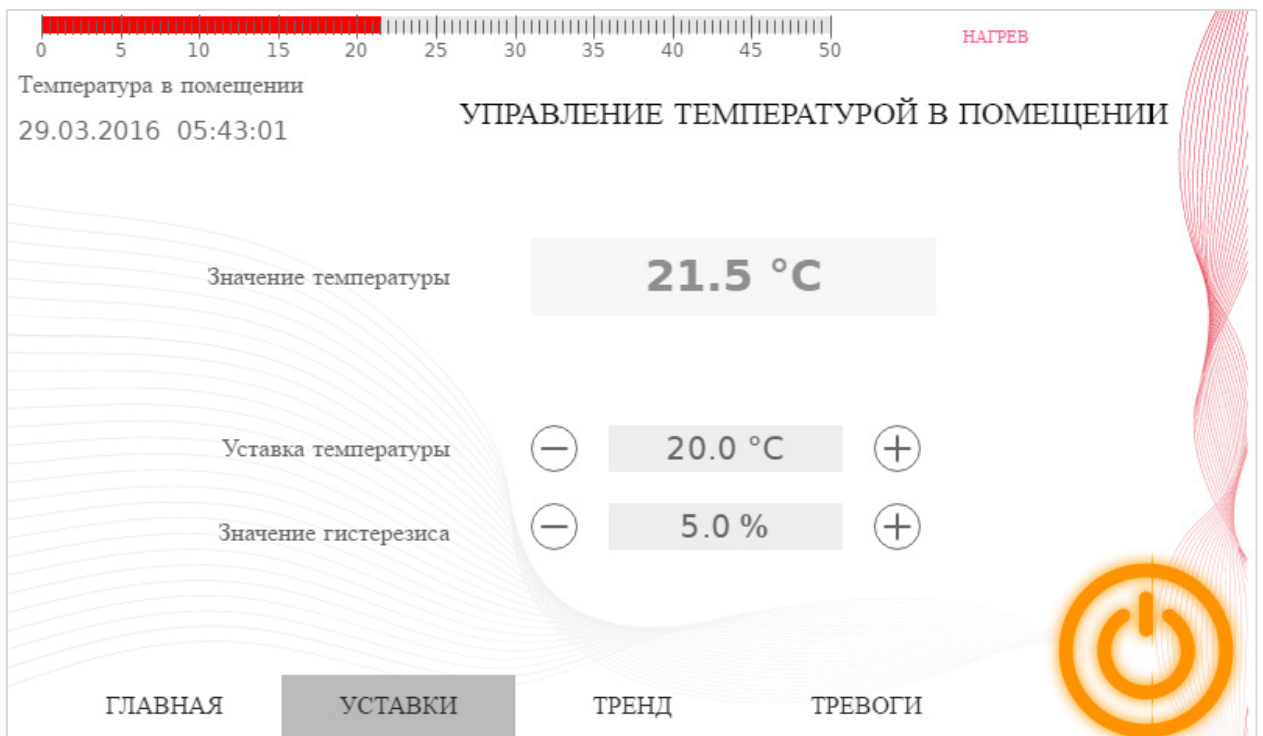 0 5 10 15 20 25 30 35 40 45 50
НАГРЕВ
Температура в помещении
29.03.2016 05:43:01
УПРАВЛЕНИЕ ТЕМПЕРАТУРОЙ В ПОМЕЩЕНИИ
Значение температуры 21.5 °C
Уставка температуры 20.0 °C
Значение гистерезиса 5.0 %
ГЛАВНАЯ УСТАВКИ ТРЕНД ТРЕВОГИ